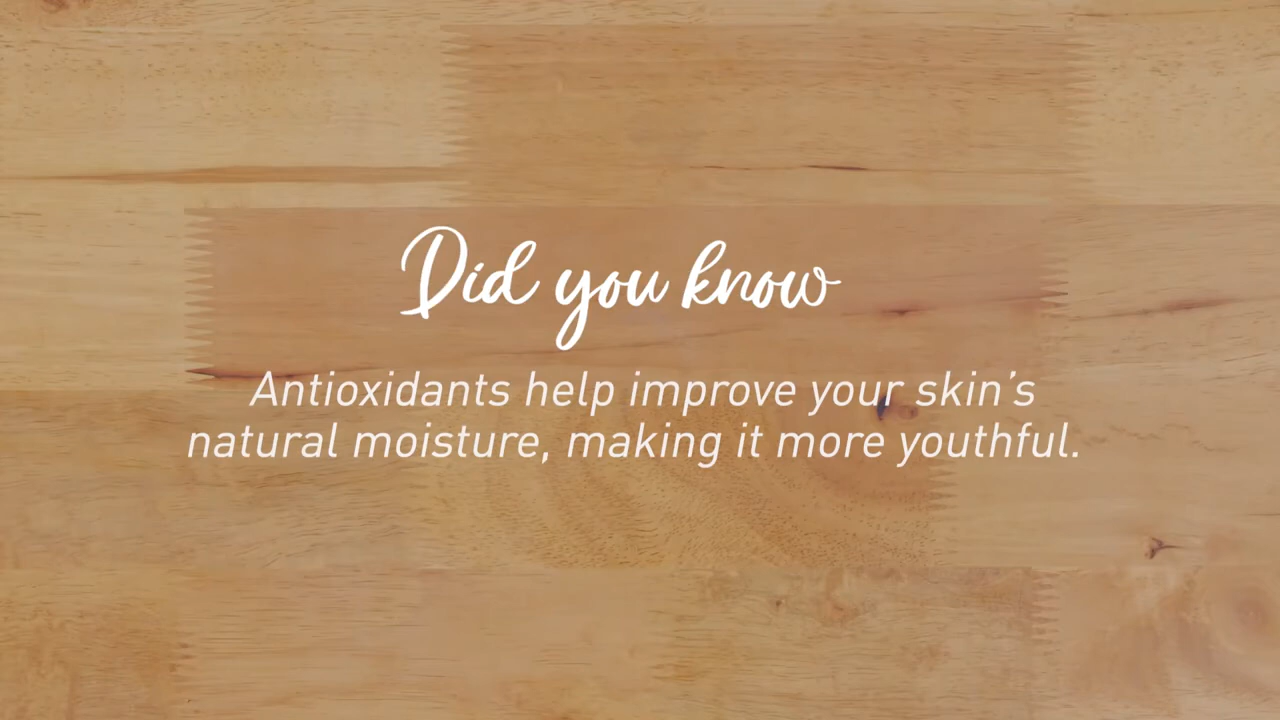 Did you know
Antioxidants help improve your skin’s
natural moisture, making it more youthful.